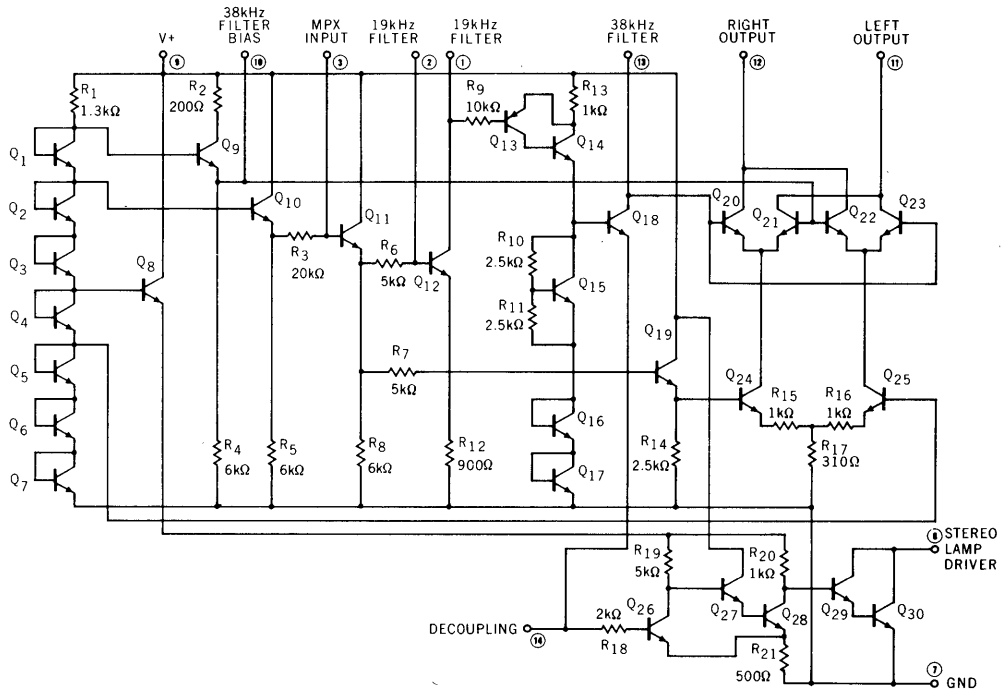 38kHz
FILTER
BIAS
MPX
INPUT
19kHz
FILTER
19kHz
FILTER
38kHz
FILTER
RIGHT
OUTPUT
LEFT
OUTPUT
V+
9
10
3
2
1
13
12
11
R1
1.3kΩ
R2
200Ω
R9
10kΩ
R13
1kΩ
Q1
Q9
Q13
Q14
Q2
Q10
Q11
Q18
Q20
Q21
Q22
Q23
R3
20kΩ
R6
5kΩ
Q12
R10
2.5kΩ
Q3
Q8
Q15
R11
2.5kΩ
Q4
Q19
R7
5kΩ
Q5
Q24
Q25
R15
1kΩ
R16
1kΩ
Q6
Q16
R4
6kΩ
R5
6kΩ
R8
6kΩ
R12
900Ω
R14
2.5kΩ
R17
310Ω
Q7
Q17
8
STEREO
LAMP
DRIVER
R19
5kΩ
R20
1kΩ
2kΩ
Q26
Q27
Q28
Q29
Q30
DECOUPLING
14
R18
R21
500Ω
7
GND